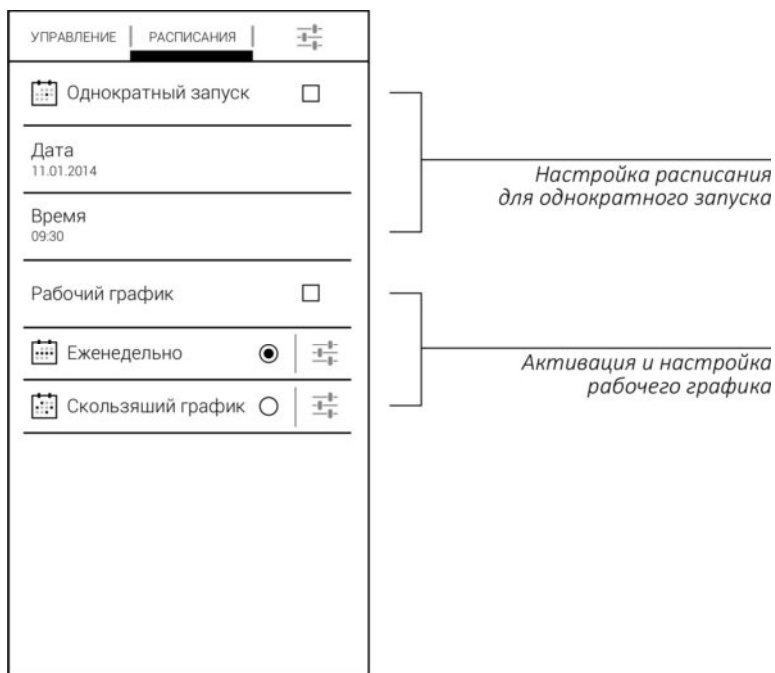 УПРАВЛЕНИЕ РАСПИСАНИЯ
Однократный запуск
Дата
11.01.2014
Время
09:30
Рабочий график
Еженедельно
Скользяший график
Настройка расписания
для однократного запуска
Активация и настройка
рабочего графика